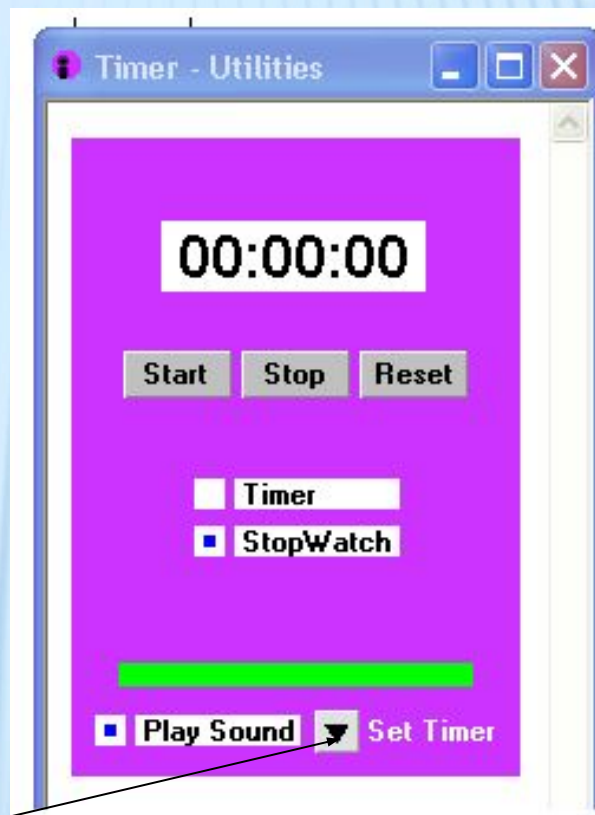 Timer - Utilities
00:00:00
Start Stop Reset
Timer
StopWatch
Play Sound Set Timer